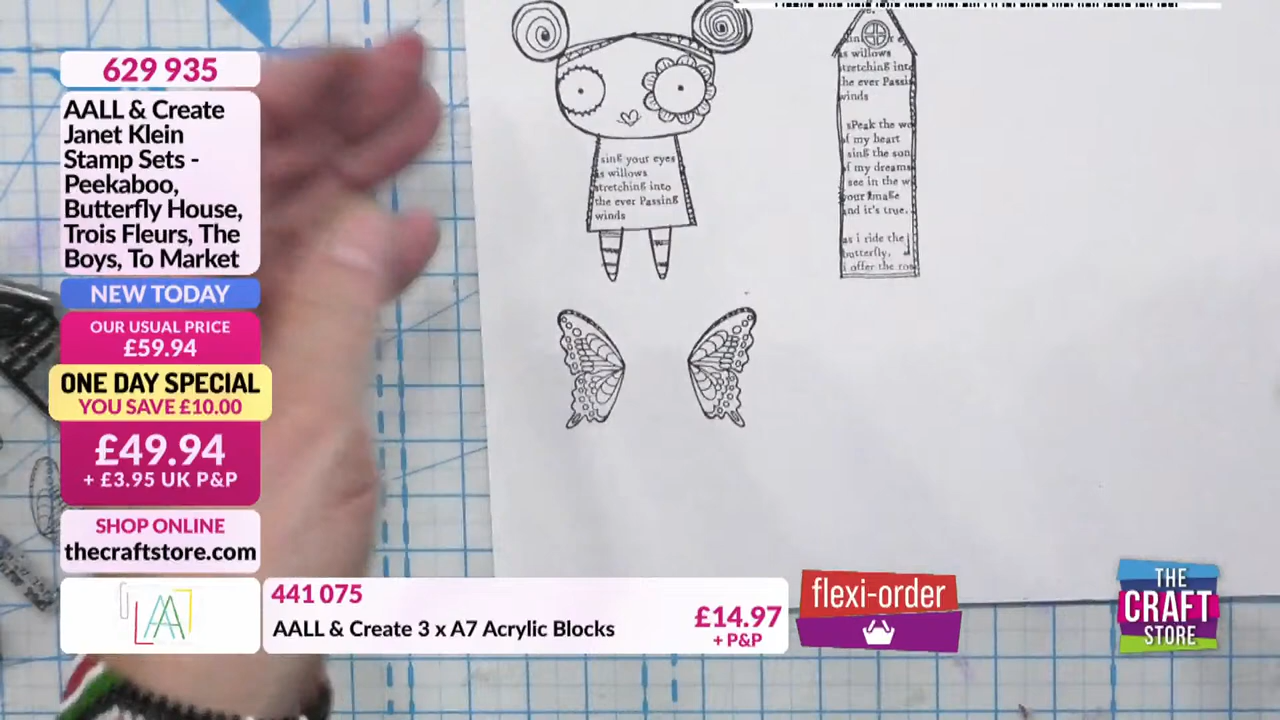 629 935
AALL & Create
Janet Klein
Stamp Sets -
Peekaboo,
Butterfly House,
Trois Fleurs, The
Boys, To Market
NEW TODAY
OUR USUAL PRICE
£59.94
ONE DAY SPECIAL
YOU SAVE £10.00
£49.94
+ £3.95 UK P&P
SHOP ONLINE
thecraftstore.com
sing your eyes
as willows
stretching into
the ever Passing
winds
as willows
tretching into
the ever Passin
winds
sPeak the wo
of my heart
sing the son
of my dreams
see in the w
your image
and it's true.
as i ride the
butterfly,
i offer the ros
LAA
441 075
AALL & Create 3 x A7 Acrylic Blocks
£14.97
+ P&P
flexi-order
THE
CRAFT
STORE